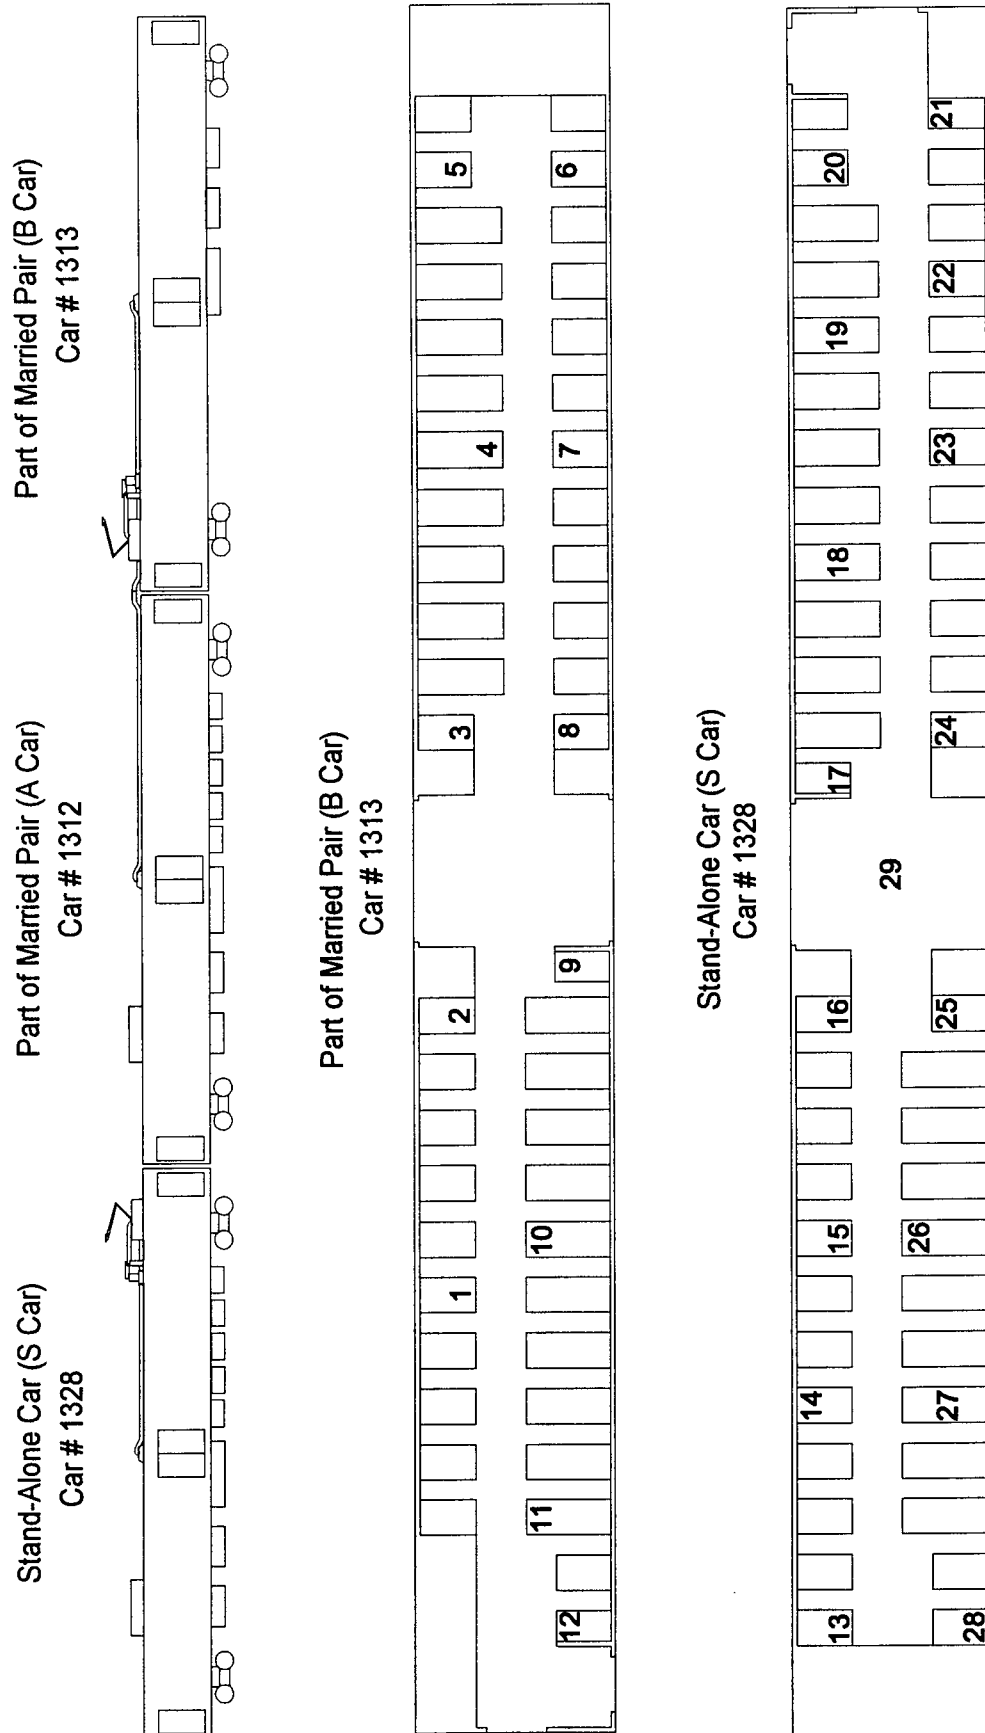 Stand-Alone Car (S Car)
Car # 1328
Part of Married Pair (A Car)
Car # 1312
Part of Married Pair (B Car)
Car # 1313
Part of Married Pair (B Car)
Car # 1313
1
2
3
4
5
6
7
8
9
10
11
12
Stand-Alone Car (S Car)
Car # 1328
13
14
15
16
17
18
19
20
21
22
23
24
25
26
27
28
29